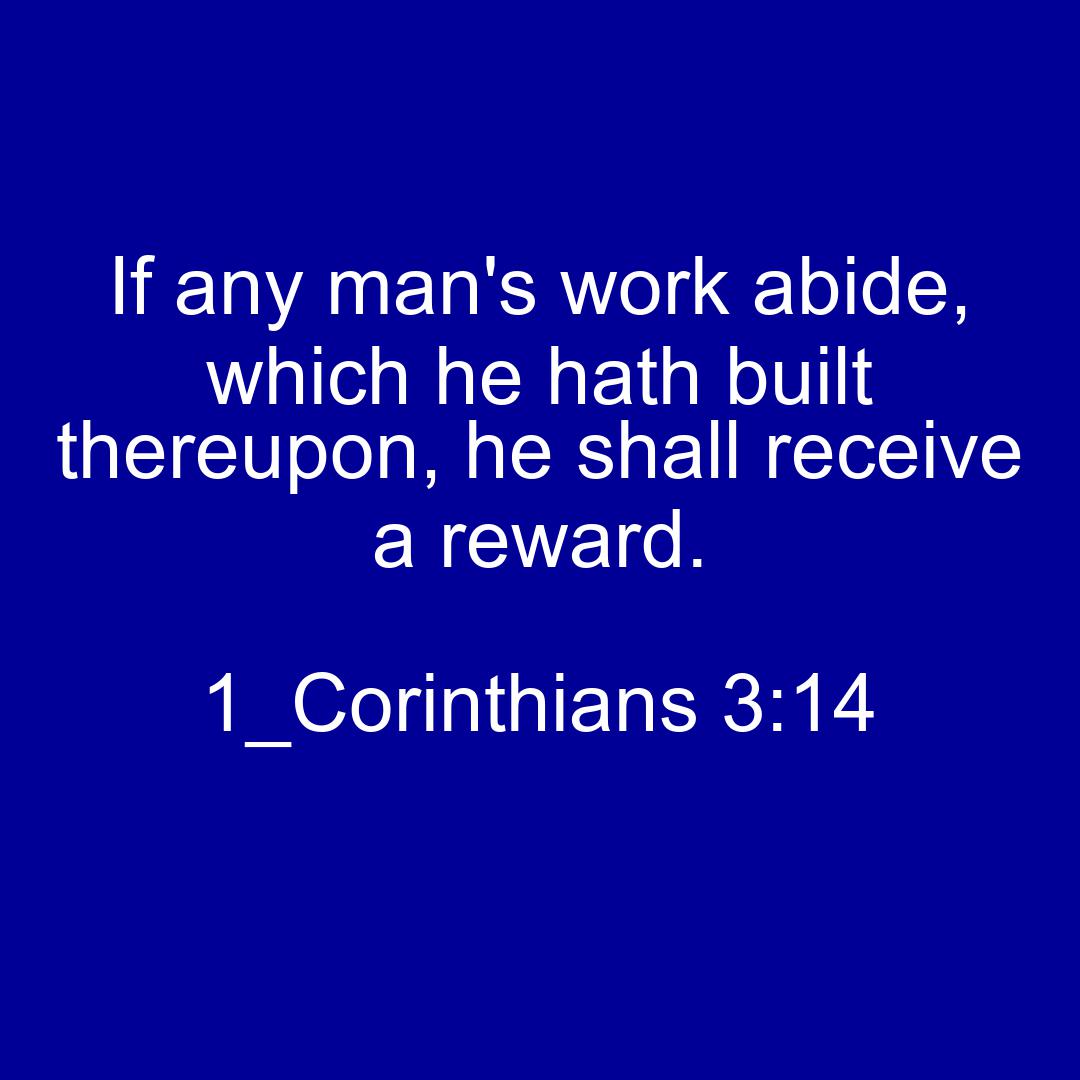 If any man's work abide,
which he hath built
thereupon, he shall receive
a reward.
1_Corinthians 3:14